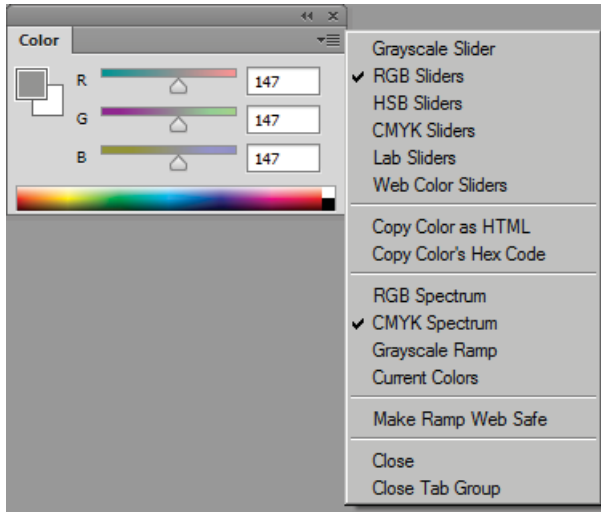 Color
R 147
G 147
B 147
Grayscale Slider
RGB Sliders
HSB Sliders
CMYK Sliders
Lab Sliders
Web Color Sliders
Copy Color as HTML
Copy Color's Hex Code
RGB Spectrum
CMYK Spectrum
Grayscale Ramp
Current Colors
Make Ramp Web Safe
Close
Close Tab Group